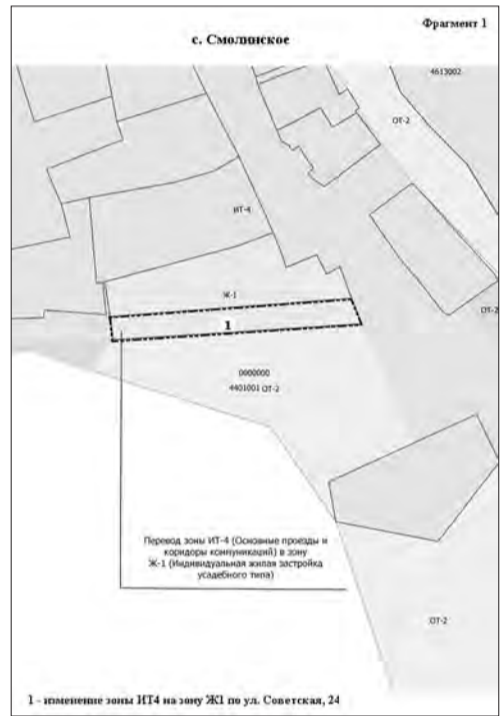 Фрагмент 1
с. Смолинское
4613002
ОТ-2
ИТ-4
Ж-1
ОТ-2
1
0000000
4401001 ОТ-2
Перевод зоны ИТ-4 (Основные проезды и
коридоры коммуникаций) в зону
Ж-1 (Индивидуальная жилая застройка
усадебного типа)
ОТ-2
1 - изменение зоны ИТ4 на зону Ж1 по ул. Советская, 24